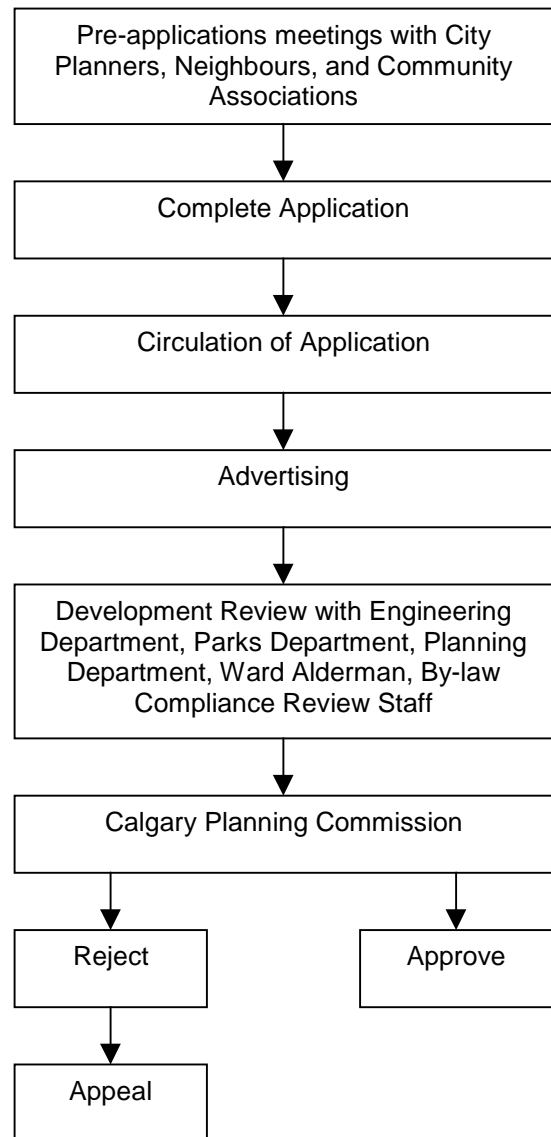 Pre-applications meetings with City
Planners, Neighbours, and Community
Associations
Complete Application
Circulation of Application
Advertising
Development Review with Engineering
Department, Parks Department, Planning
Department, Ward Alderman, By-law
Compliance Review Staff
Calgary Planning Commission
Reject
Approve
Appeal